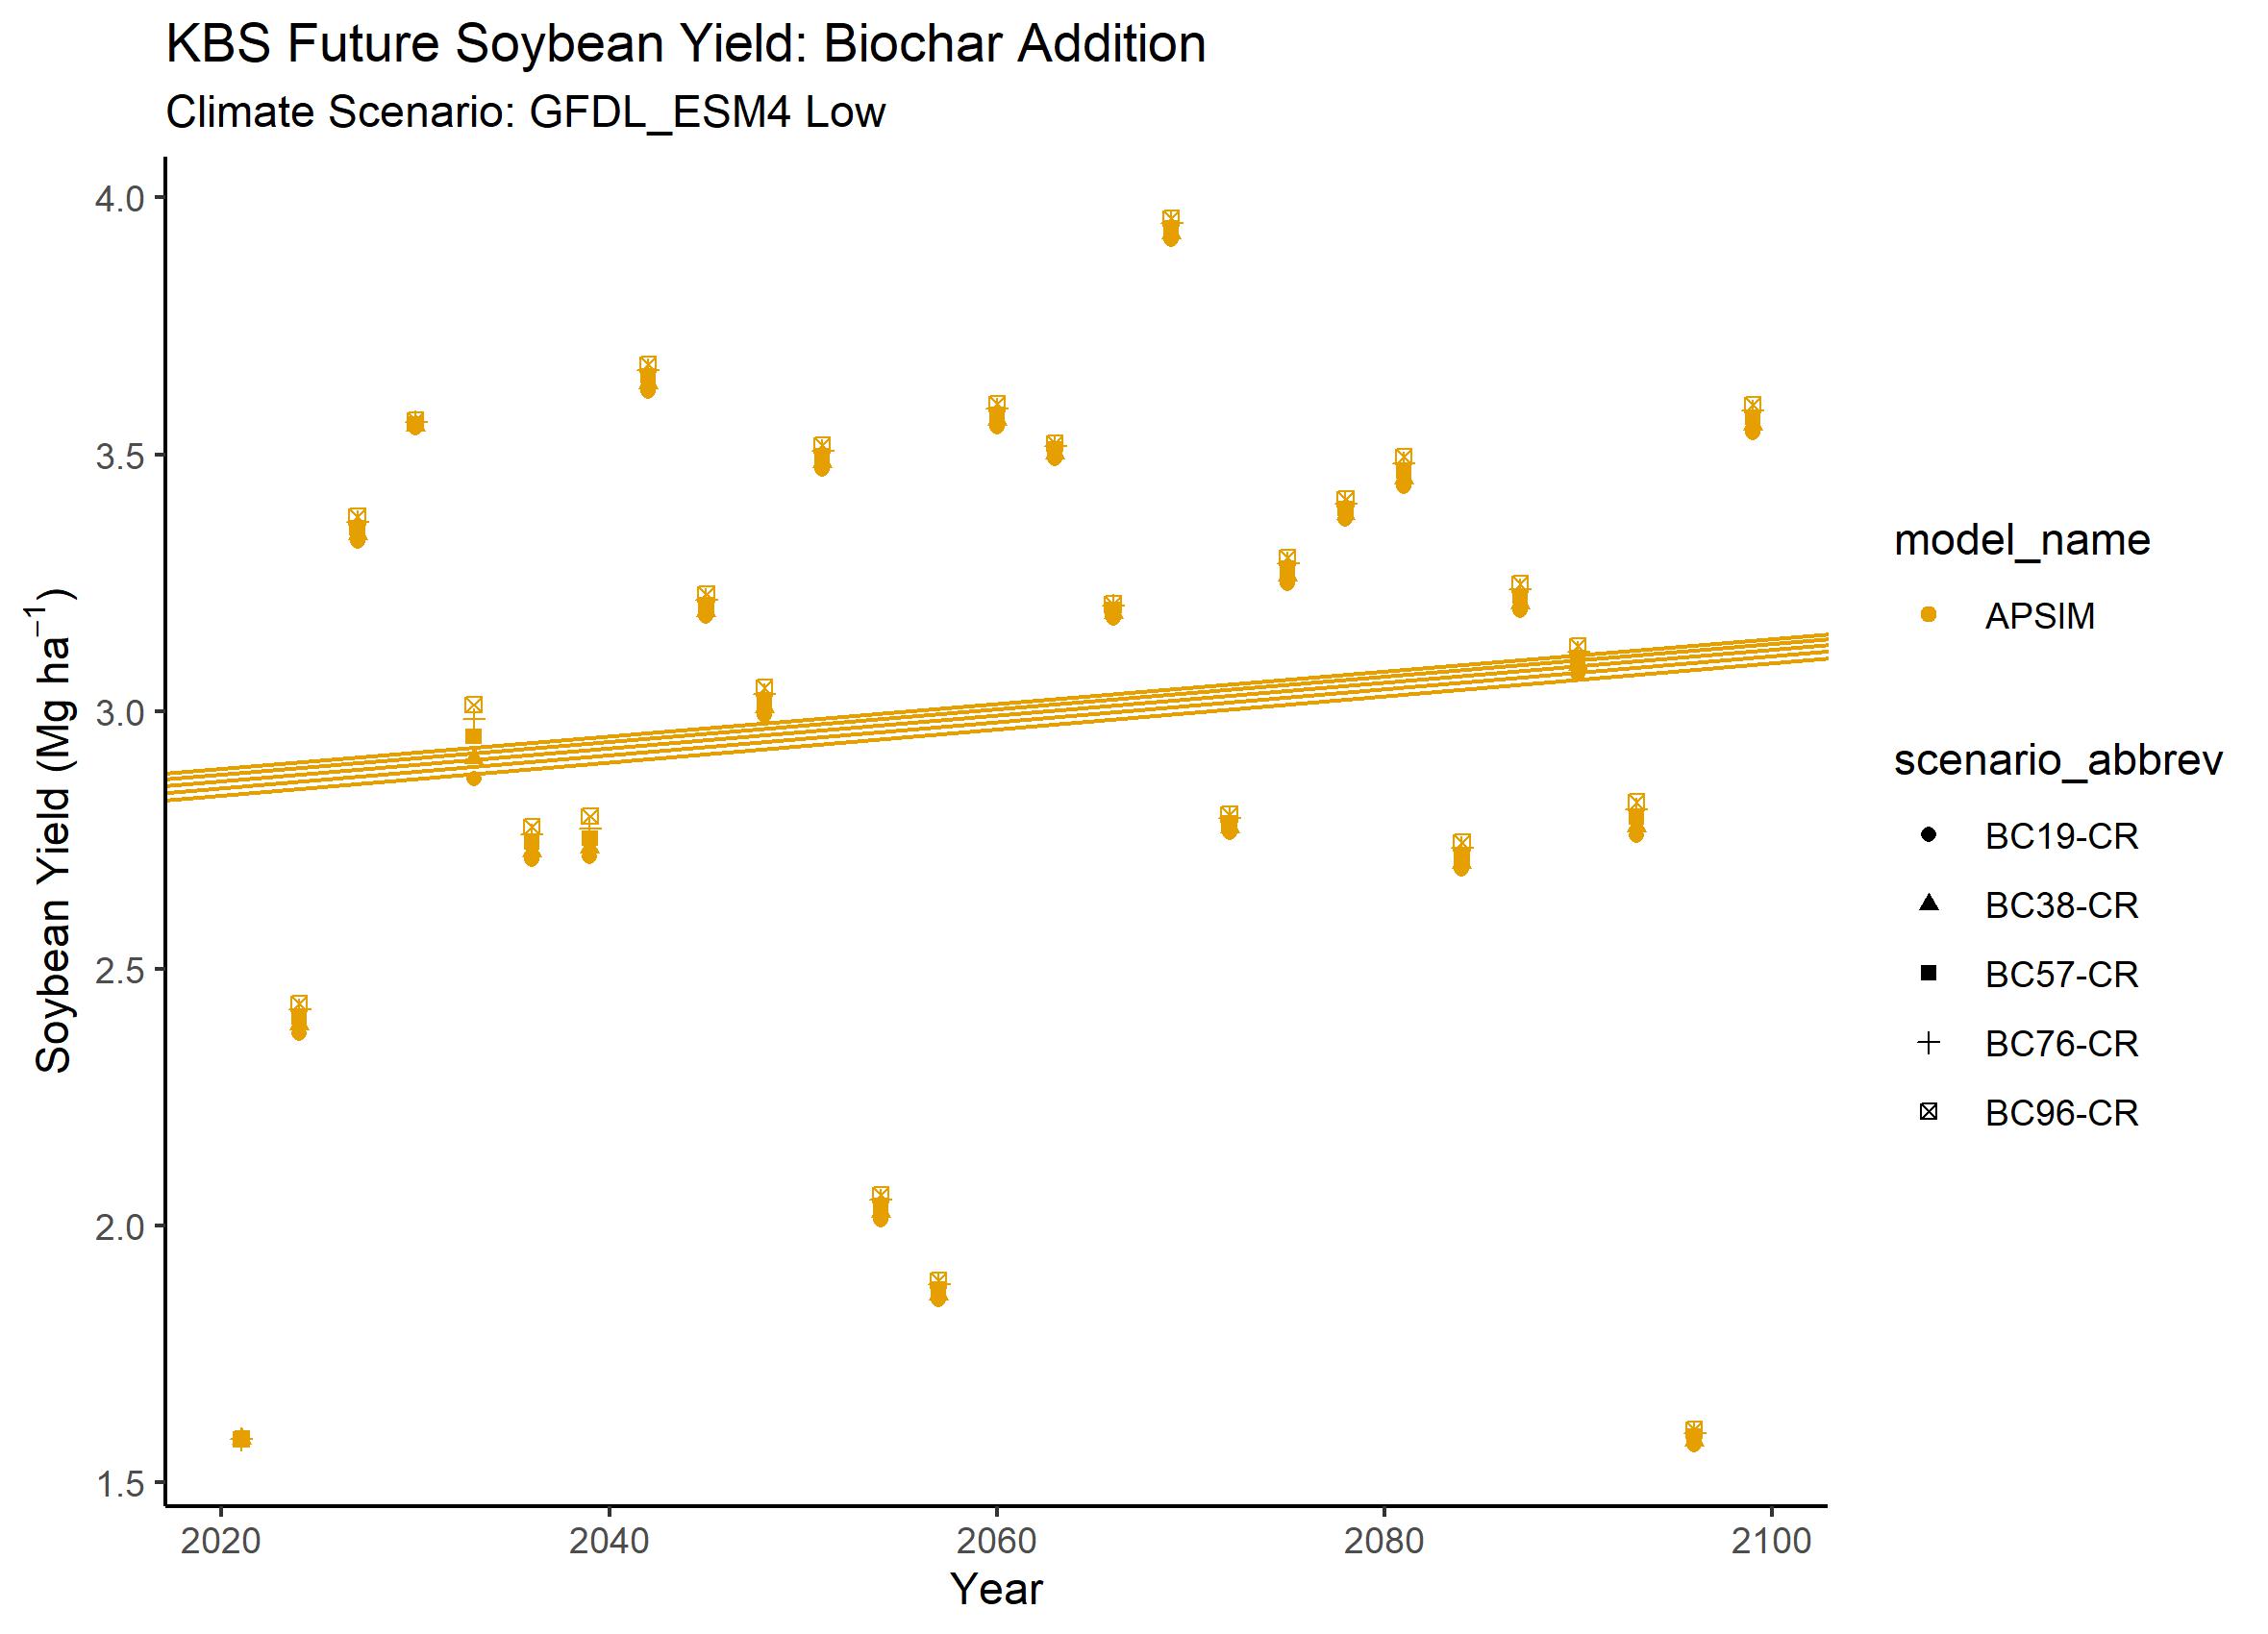 KBS Future Soybean Yield: Biochar Addition
Climate Scenario: GFDL_ESM4 Low
Soybean Yield (Mg ha⁻¹)
4.0
3.5
3.0
2.5
2.0
1.5
2020 2040 2060 2080 2100
Year
model_name
APSIM
scenario_abbrev
BC19-CR
BC38-CR
BC57-CR
BC76-CR
BC96-CR